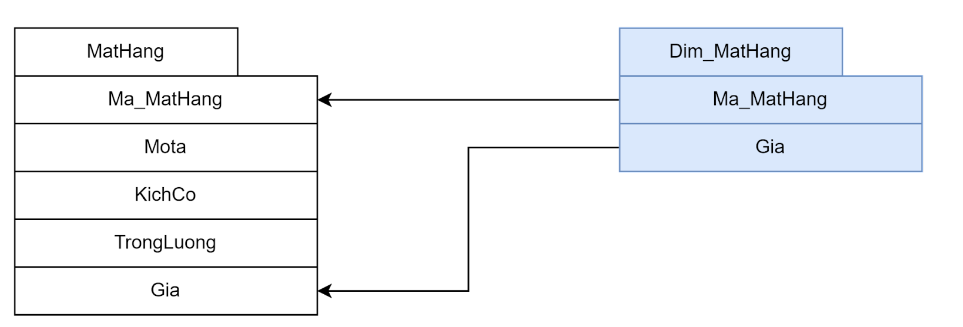 MatHang
Ma_MatHang
Mota
KichCo
TrongLuong
Gia
Dim_MatHang
Ma_MatHang
Gia